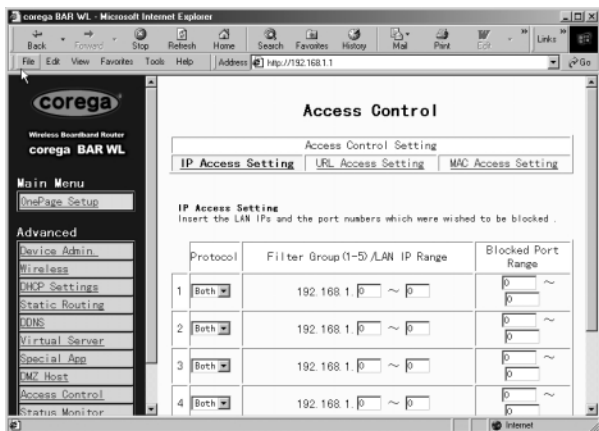 corega BAR WL - Microsoft Internet Explorer
Back Forward Stop Refresh Home Search Favorites History Mail Print Edit » Links »
File Edit View Favorites Tools Help Address http://192.168.1.1 Go
corega
Wireless Boardband Router
corega BAR WL
Main Menu
OnePage Setup
Advanced
Device Admin.
Wireless
DHCP Settings
Static Routing
DDNS
Virtual Server
Special App
DMZ Host
Access Control
Status Monitor
Access Control
Access Control Setting
IP Access Setting URL Access Setting MAC Access Setting
IP Access Setting
Insert the LAN IPs and the port numbers which were wished to be blocked .
Protocol Filter Group(1-5)/LAN IP Range Blocked Port Range
1 Both 192.168.1. 0 ~ 0 0 ~ 0
2 Both 192.168.1. 0 ~ 0 0 ~ 0
3 Both 192.168.1. 0 ~ 0 0 ~ 0
4 Both 192.168.1. 0 ~ 0 0 ~ 0
Internet